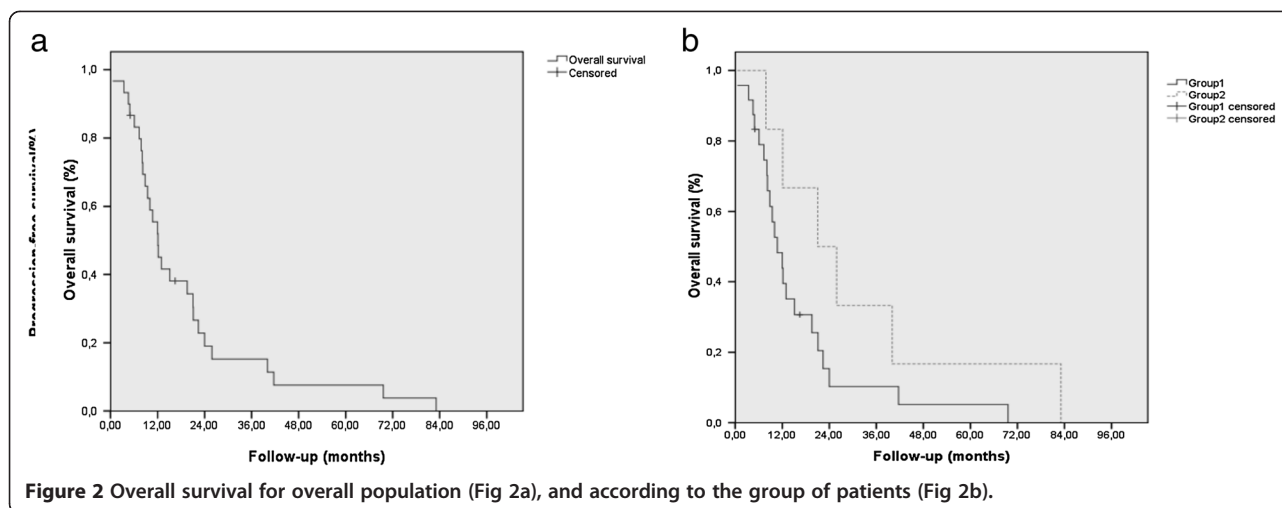 a
Overall survival
Censored
Overall survival (%)
1,0
0,8
0,6
0,4
0,2
0,0
0,00 12,00 24,00 36,00 48,00 60,00 72,00 84,00 96,00
Follow-up (months)
b
Group1
Group2
Group1 censored
Group2 censored
Overall survival (%)
1,0
0,8
0,6
0,4
0,2
0,0
0,00 12,00 24,00 36,00 48,00 60,00 72,00 84,00 96,00
Follow-up (months)
Figure 2 Overall survival for overall population (Fig 2a), and according to the group of patients (Fig 2b).